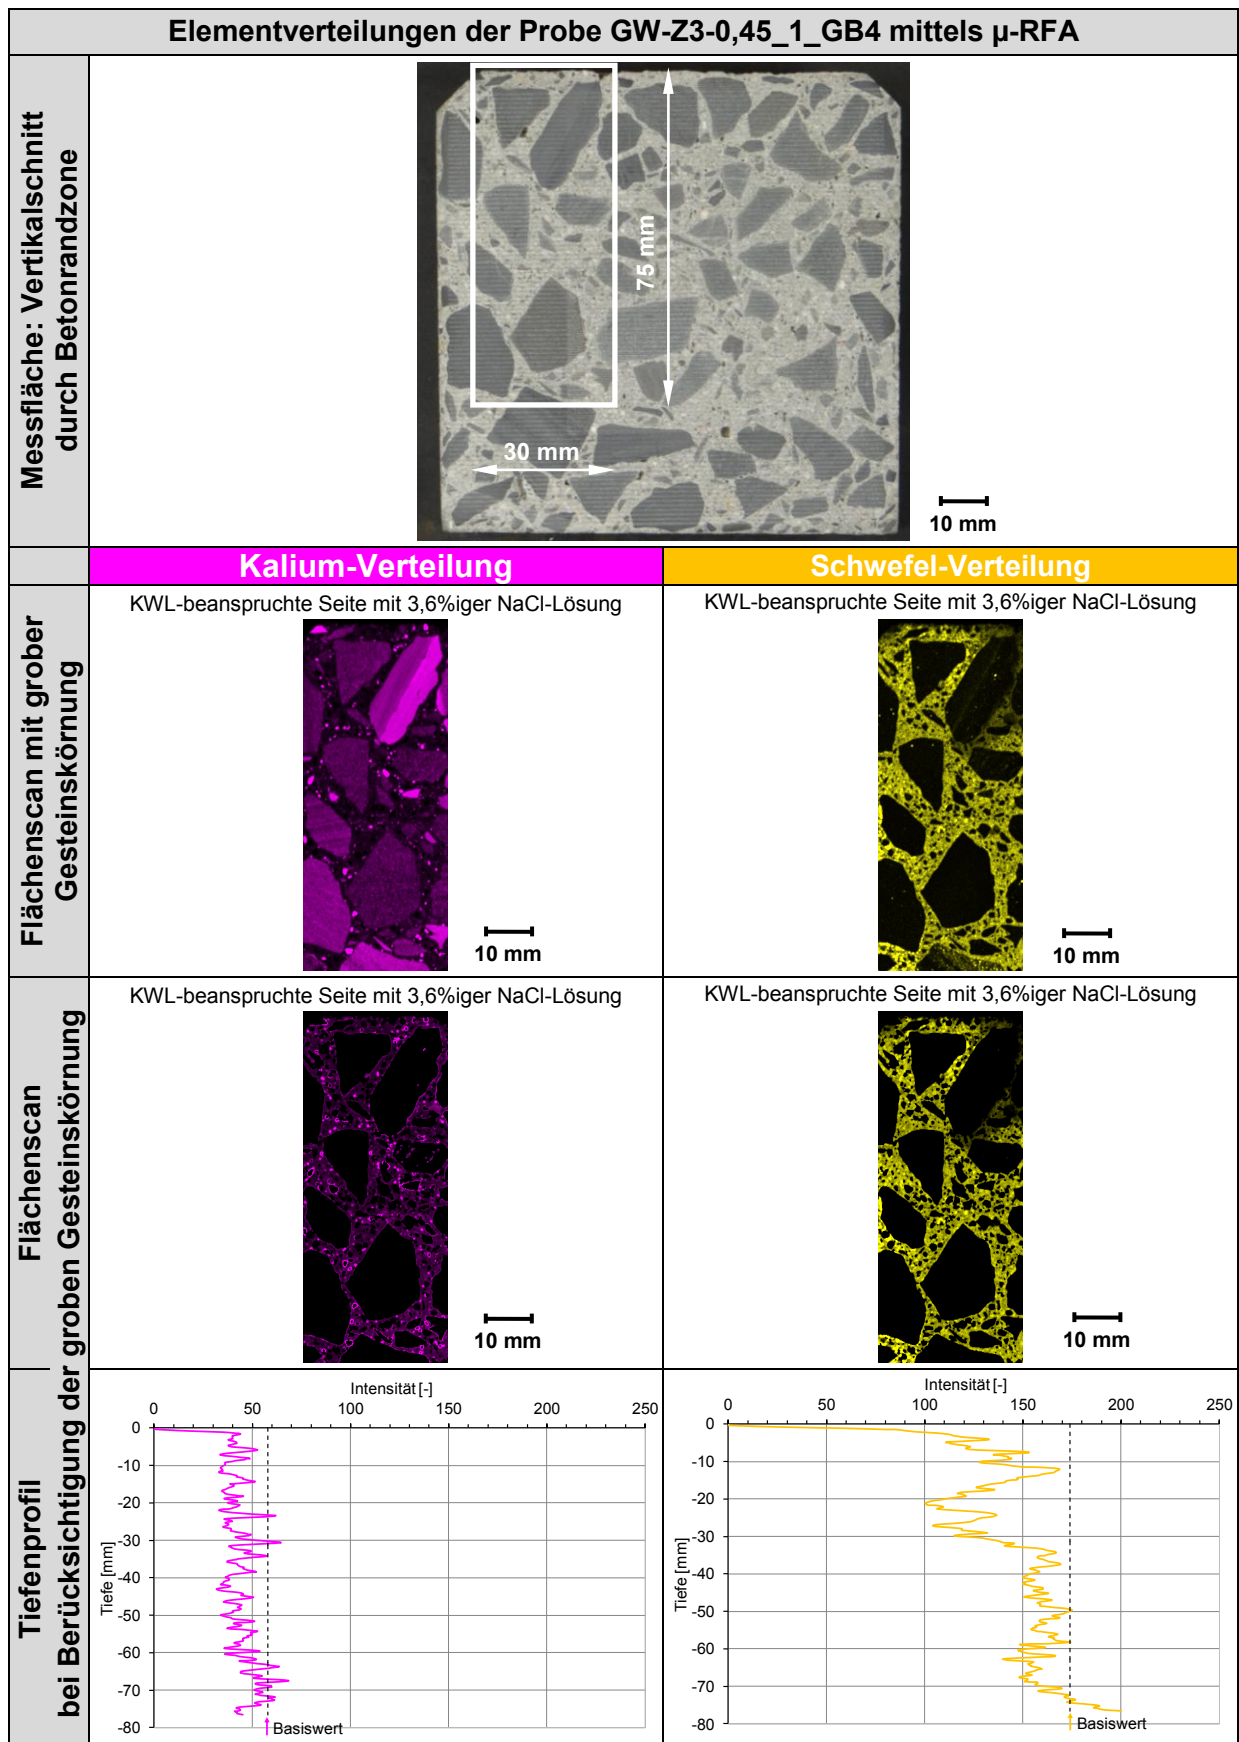 Elementverteilungen der Probe GW-Z3-0,45_1_GB4 mittels µ-RFA
Messfläche: Vertikalschnitt
durch Betonrandzone
75 mm
30 mm
10 mm
Kalium-Verteilung
Schwefel-Verteilung
Flächenscan mit grober
Gesteinskörnung
KWL-beanspruchte Seite mit 3,6%iger NaCl-Lösung
10 mm
KWL-beanspruchte Seite mit 3,6%iger NaCl-Lösung
10 mm
Flächenscan
bei Berücksichtigung der groben Gesteinskörnung
KWL-beanspruchte Seite mit 3,6%iger NaCl-Lösung
10 mm
KWL-beanspruchte Seite mit 3,6%iger NaCl-Lösung
10 mm
Tiefenprofil
Intensität [-]
0 50 100 150 200 250
0
-10
-20
-30
-40
-50
-60
-70
-80
Tiefe [mm]
Basiswert
Intensität [-]
0 50 100 150 200 250
0
-10
-20
-30
-40
-50
-60
-70
-80
Tiefe [mm]
Basiswert